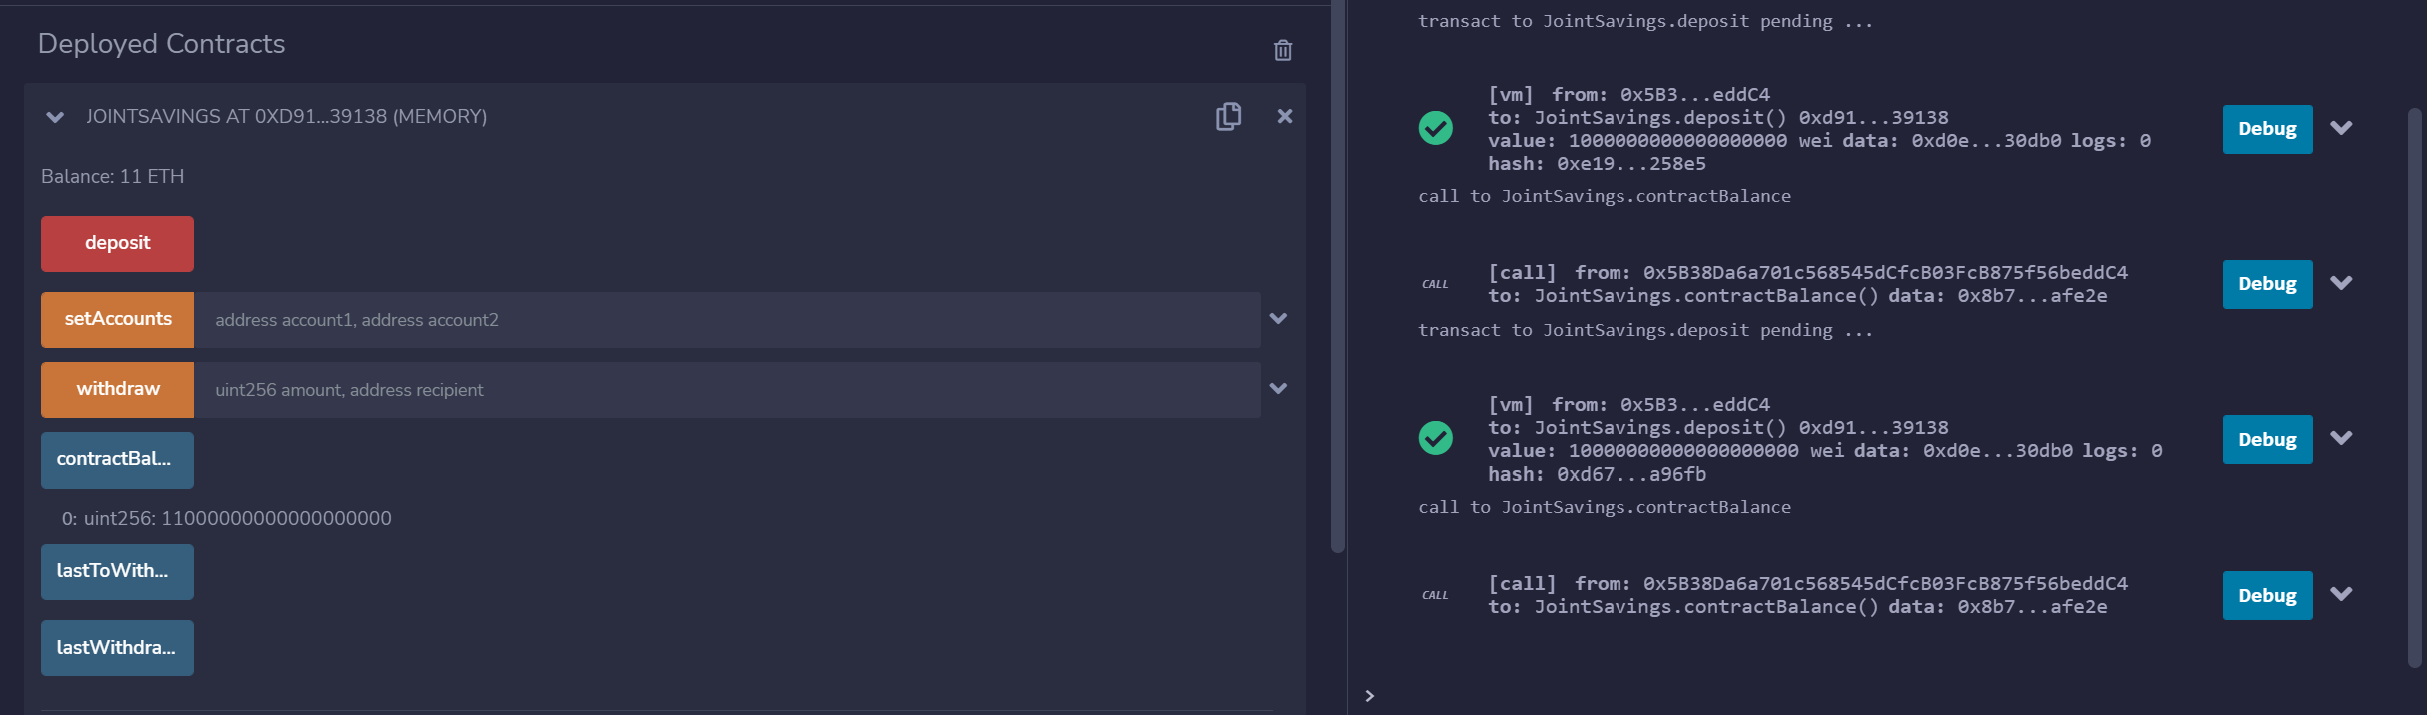 Deployed Contracts
JOINTSAVINGS AT 0XD91...39138 (MEMORY)
Balance: 11 ETH
deposit
setAccounts address account1, address account2
withdraw uint256 amount, address recipient
contractBal...
0: uint256: 11000000000000000000
lastToWith...
lastWithdra...
transact to JointSavings.deposit pending ...
[vm] from: 0x5B3...eddC4
to: JointSavings.deposit() 0xd91...39138
value: 1000000000000000000 wei data: 0xd0e...30db0 logs: 0
hash: 0xe19...258e5
Debug
call to JointSavings.contractBalance
CALL
[call] from: 0x5B38Da6a701c568545dCfcB03FcB875f56beddC4
to: JointSavings.contractBalance() data: 0x8b7...afe2e
Debug
transact to JointSavings.deposit pending ...
[vm] from: 0x5B3...eddC4
to: JointSavings.deposit() 0xd91...39138
value: 10000000000000000000 wei data: 0xd0e...30db0 logs: 0
hash: 0xd67...a96fb
Debug
call to JointSavings.contractBalance
CALL
[call] from: 0x5B38Da6a701c568545dCfcB03FcB875f56beddC4
to: JointSavings.contractBalance() data: 0x8b7...afe2e
Debug
>